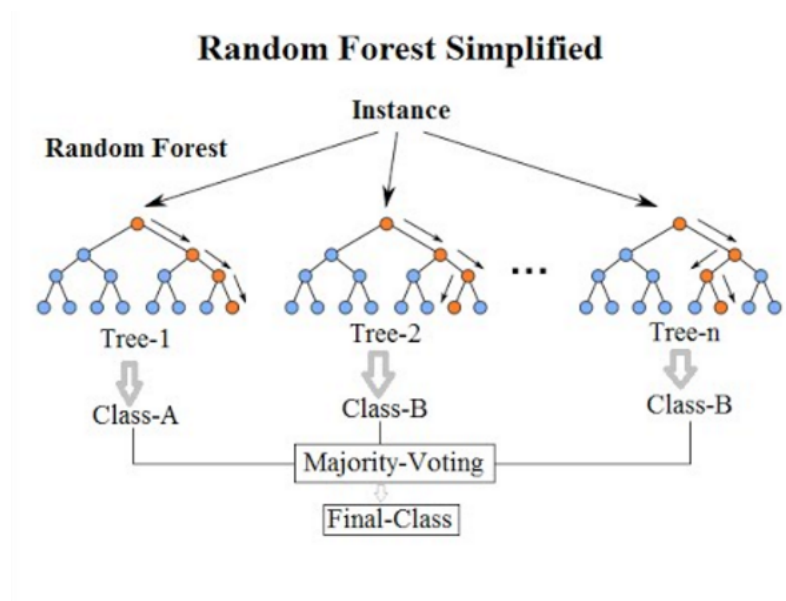 Random Forest Simplified
Instance
Random Forest
...
Tree-1
Tree-2
Tree-n
Class-A
Class-B
Class-B
Majority-Voting
Final-Class